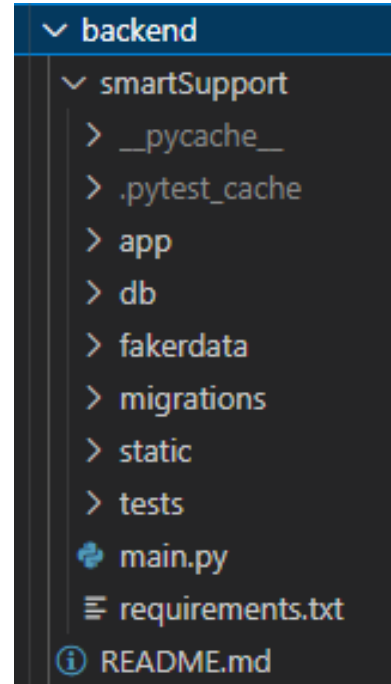 backend
smartSupport
__pycache__
.pytest_cache
app
db
fakerdata
migrations
static
tests
main.py
requirements.txt
README.md